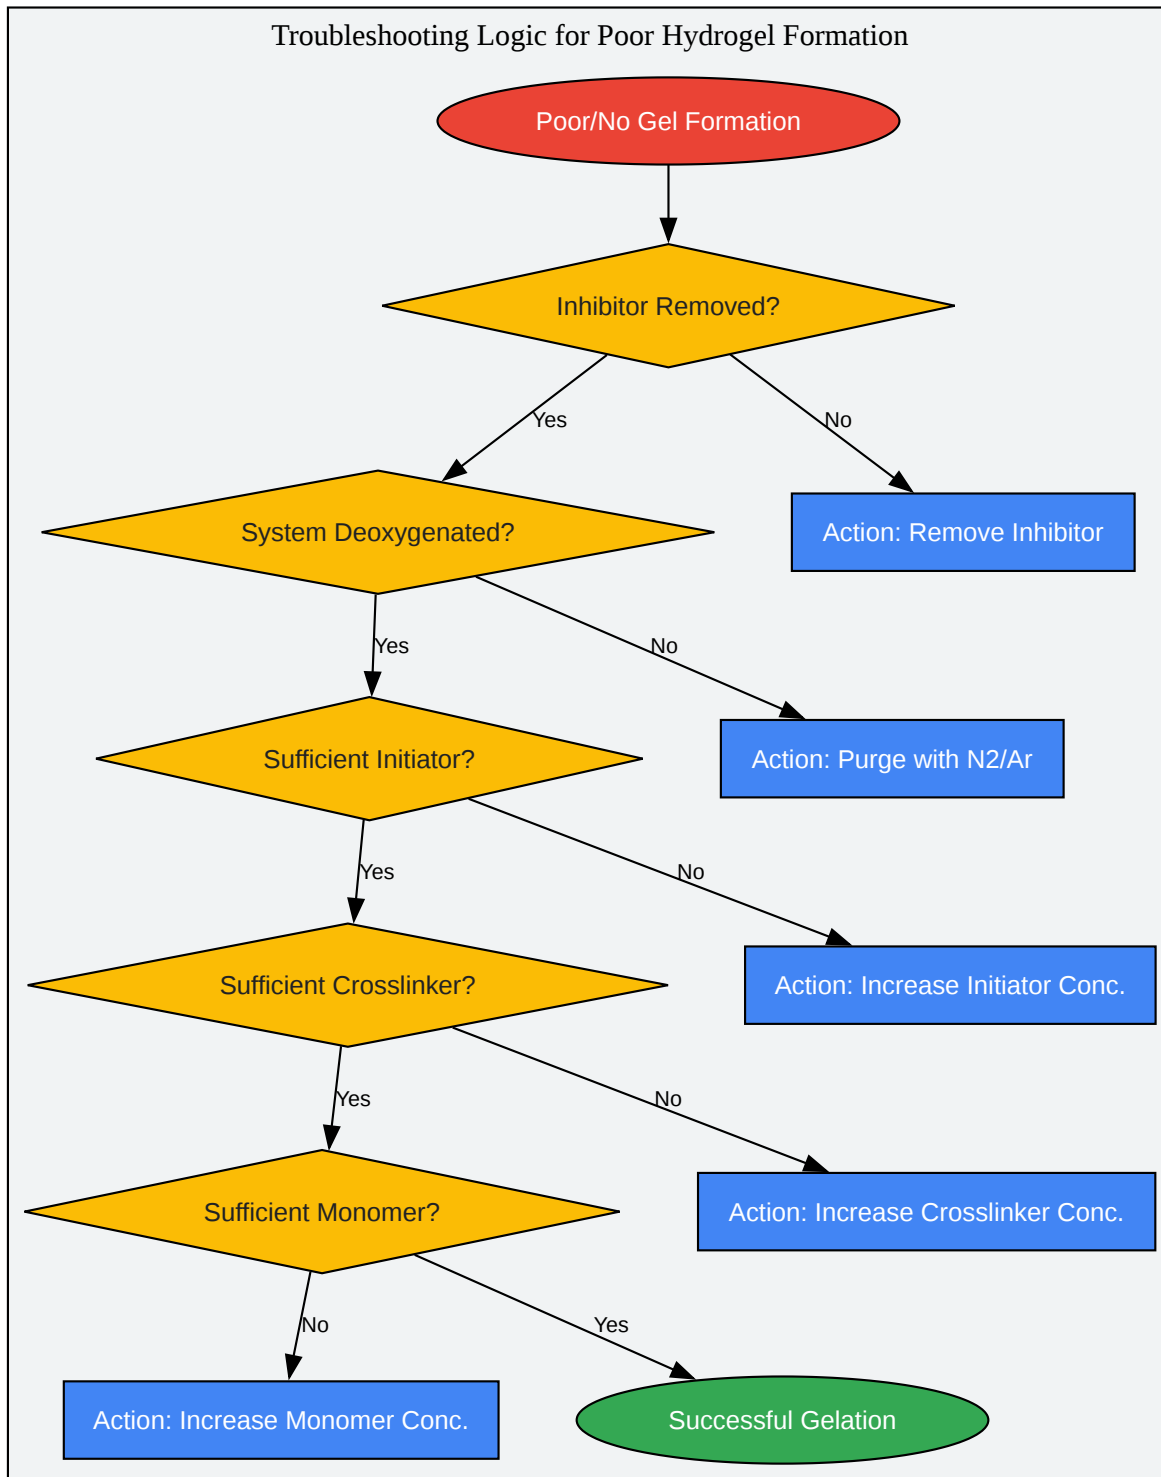 Troubleshooting Logic for Poor Hydrogel Formation
Poor/No Gel Formation
Inhibitor Removed?
Yes
No
System Deoxygenated?
Action: Remove Inhibitor
Yes
No
Sufficient Initiator?
Action: Purge with N2/Ar
Yes
No
Sufficient Crosslinker?
Action: Increase Initiator Conc.
Yes
No
Sufficient Monomer?
Action: Increase Crosslinker Conc.
No
Yes
Action: Increase Monomer Conc.
Successful Gelation